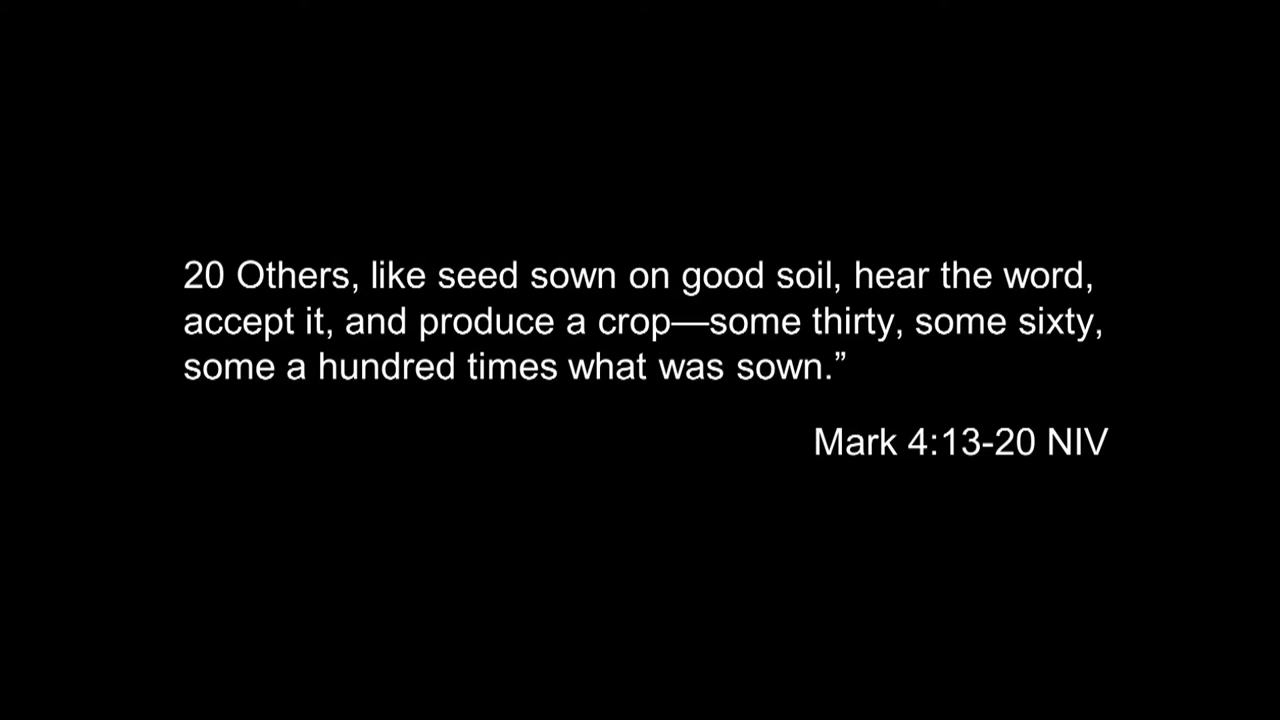 20 Others, like seed sown on good soil, hear the word,
accept it, and produce a crop—some thirty, some sixty,
some a hundred times what was sown.”
Mark 4:13-20 NIV